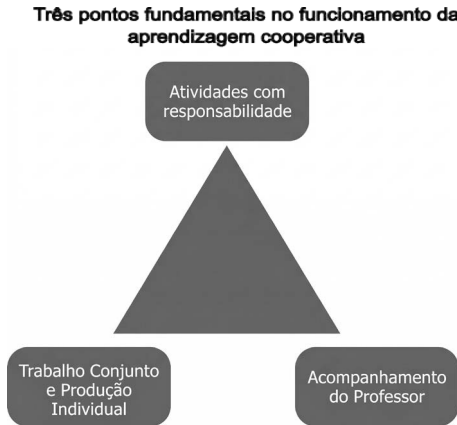 Três pontos fundamentais no funcionamento da
aprendizagem cooperativa
Atividades com
responsabilidade
Trabalho Conjunto
e Produção
Individual
Acompanhamento
do Professor